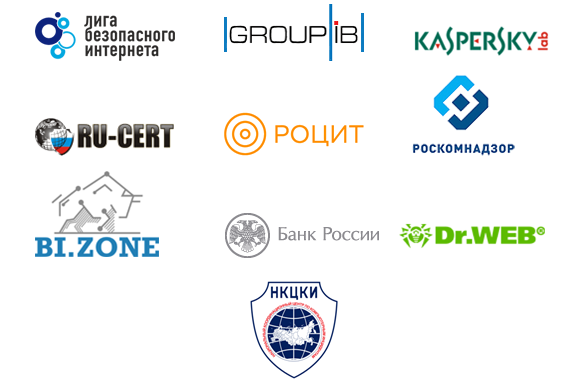 лига
безопасного
интернета
GROUP|iB
KASPERSKY lab
RU-CERT
РОЦИТ
РОСКОМНАДЗОР
BI.ZONE
Банк России
Dr.WEB®
НКЦКИ